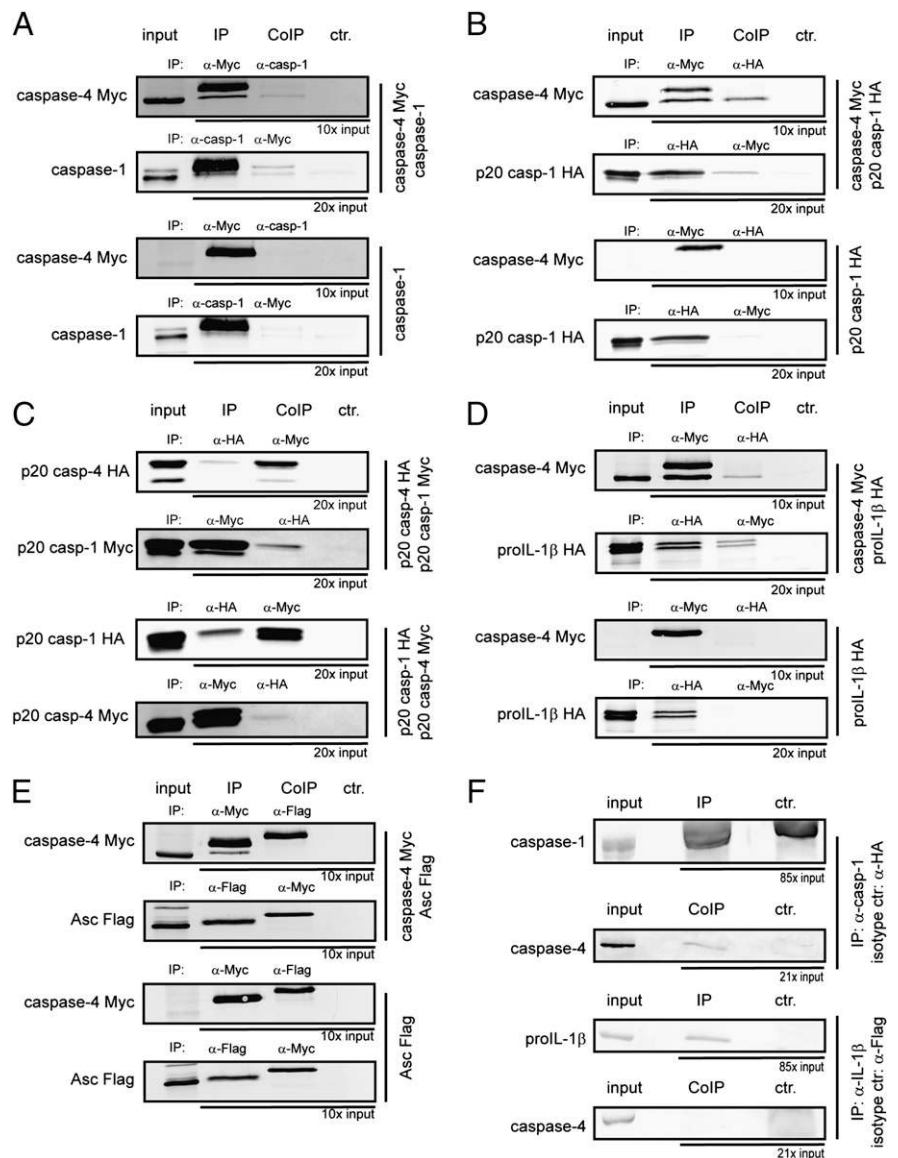 A
input IP CoIP ctr.
IP: α-Myc α-casp-1
caspase-4 Myc
10x input
IP: α-casp-1 α-Myc
caspase-1
20x input
caspase-4 Myc
caspase-1
IP: α-Myc α-casp-1
caspase-4 Myc
10x input
IP: α-casp-1 α-Myc
caspase-1
20x input
caspase-1
B
input IP CoIP ctr.
IP: α-Myc α-HA
caspase-4 Myc
10x input
IP: α-HA α-Myc
p20 casp-1 HA
20x input
caspase-4 Myc
p20 casp-1 HA
IP: α-Myc α-HA
caspase-4 Myc
10x input
IP: α-HA α-Myc
p20 casp-1 HA
20x input
p20 casp-1 HA
C
input IP CoIP ctr.
IP: α-HA α-Myc
p20 casp-4 HA
20x input
IP: α-Myc α-HA
p20 casp-1 Myc
20x input
p20 casp-4 HA
p20 casp-1 Myc
IP: α-HA α-Myc
p20 casp-1 HA
20x input
IP: α-Myc α-HA
p20 casp-4 Myc
20x input
p20 casp-1 HA
p20 casp-4 Myc
D
input IP CoIP ctr.
IP: α-Myc α-HA
caspase-4 Myc
10x input
IP: α-HA α-Myc
proIL-1β HA
20x input
caspase-4 Myc
proIL-1β HA
IP: α-Myc α-HA
caspase-4 Myc
10x input
IP: α-HA α-Myc
proIL-1β HA
20x input
proIL-1β HA
E
input IP CoIP ctr.
IP: α-Myc α-Flag
caspase-4 Myc
10x input
IP: α-Flag α-Myc
Asc Flag
10x input
caspase-4 Myc
Asc Flag
IP: α-Myc α-Flag
caspase-4 Myc
10x input
IP: α-Flag α-Myc
Asc Flag
10x input
Asc Flag
F
input IP ctr.
caspase-1
85x input
input CoIP ctr.
caspase-4
21x input
IP: α-casp-1
isotype ctr: α-HA
input IP ctr.
proIL-1β
85x input
input CoIP ctr.
caspase-4
21x input
IP: α-IL-1β
isotype ctr: α-Flag